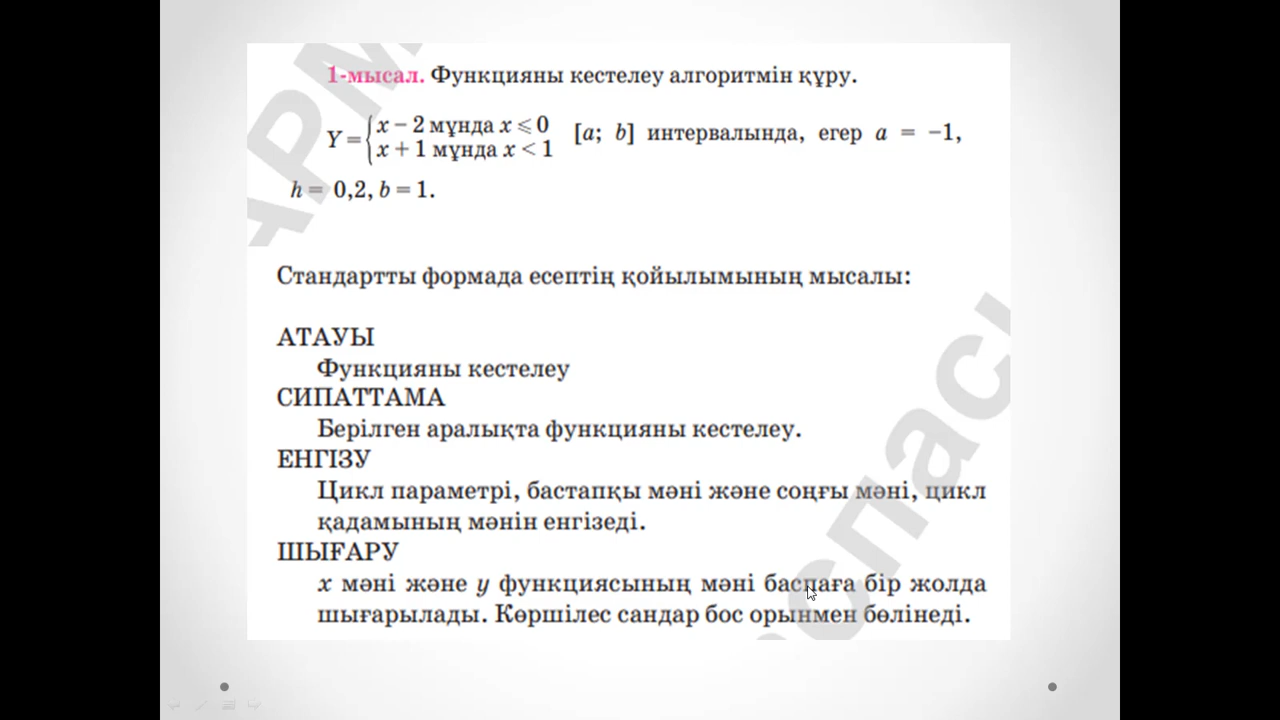 1-мысал. Функцияны кестелеу алгоритмін құру.
Y = { x − 2 мұнда x ⩽ 0
x + 1 мұнда x < 1 [a; b] интервалында, егер a = −1,
h = 0,2, b = 1.
Стандартты формада есептің қойылымының мысалы:
АТАУЫ
Функцияны кестелеу
СИПАТТАМА
Берілген аралықта функцияны кестелеу.
ЕНГІЗУ
Цикл параметрі, бастапқы мәні және соңғы мәні, цикл
қадамының мәнін енгізеді.
ШЫҒАРУ
x мәні және y функциясының мәні баспаға бір жолда
шығарылады. Көршілес сандар бос орынмен бөлінеді.